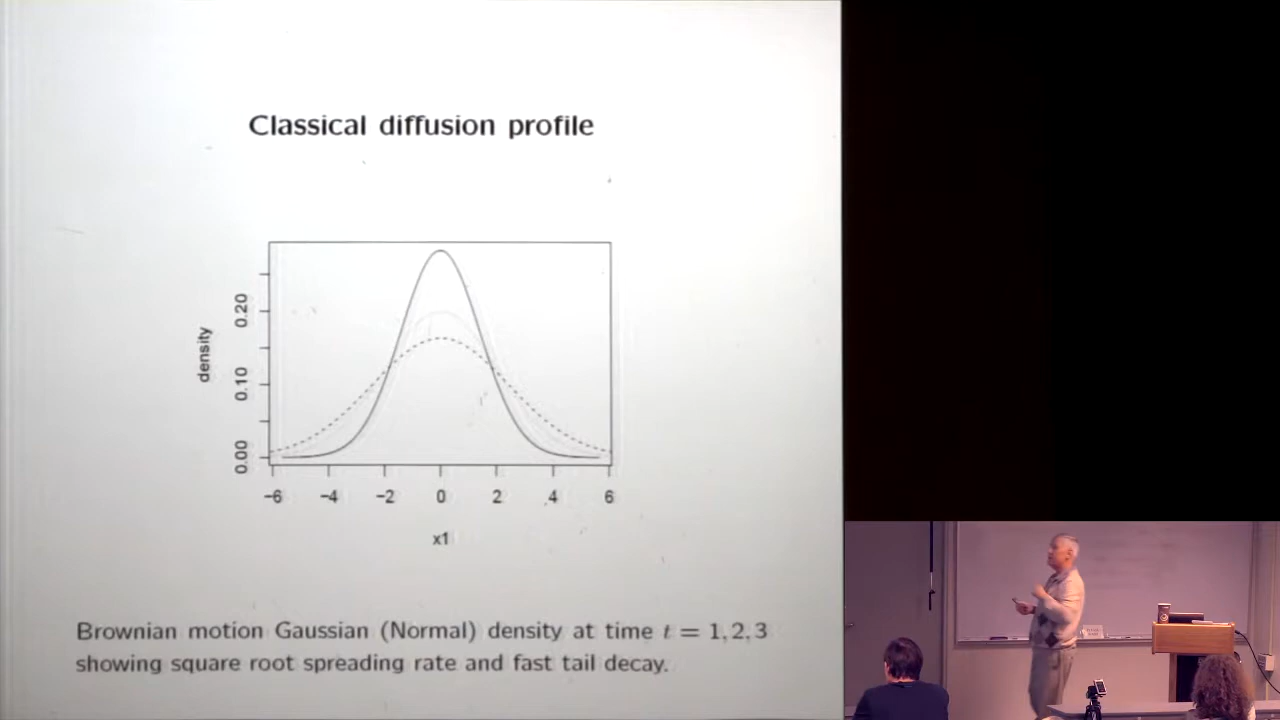 Classical diffusion profile
density
0.20
0.10
0.00
−6 −4 −2 0 2 4 6
x1
Brownian motion Gaussian (Normal) density at time t = 1,2,3
showing square root spreading rate and fast tail decay.